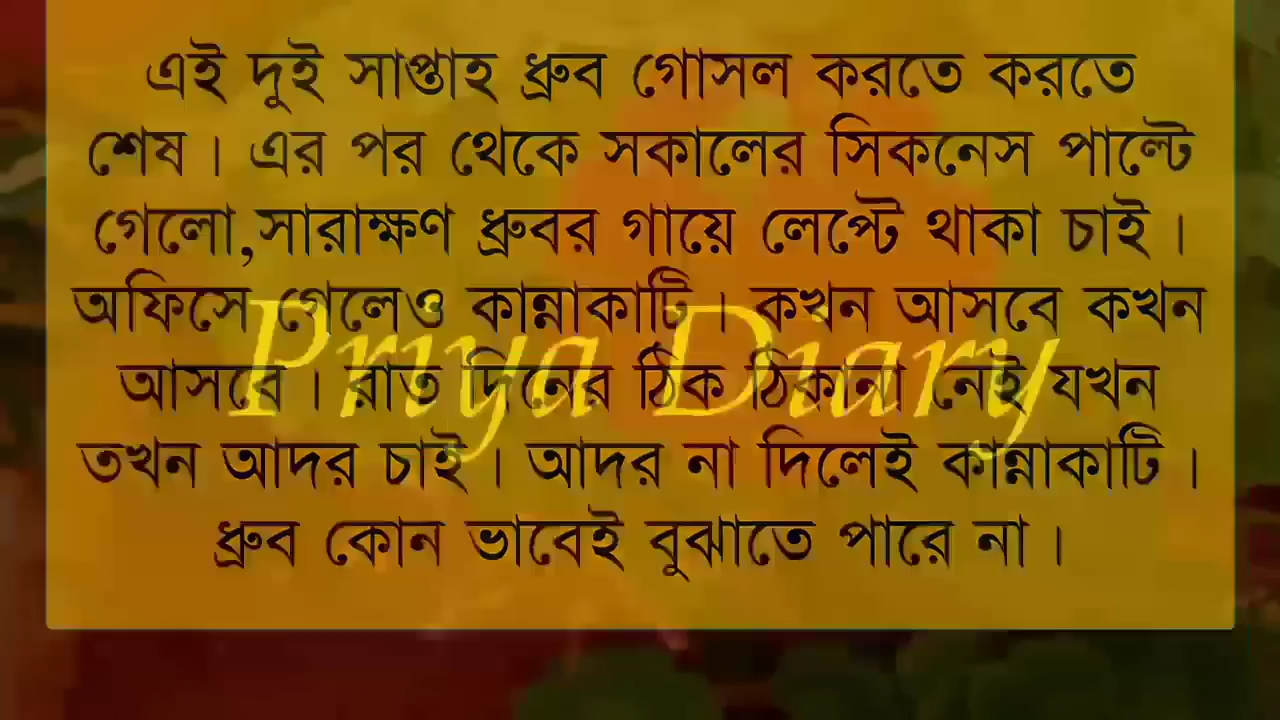 এই দুই সাপ্তাহ ধ্রুব গোসল করতে করতে
শেষ । এর পর থেকে সকালের সিকনেস পাল্টে
গেলো,সারাক্ষণ ধ্রুবর গায়ে লেপ্টে থাকা চাই ।
অফিসে গেলেও কান্নাকাটি । কখন আসবে কখন
আসবে । রাত দিনের ঠিক ঠিকানা নেই যখন
তখন আদর চাই । আদর না দিলেই কান্নাকাটি ।
ধ্রুব কোন ভাবেই বুঝাতে পারে না ।
Priya Diary